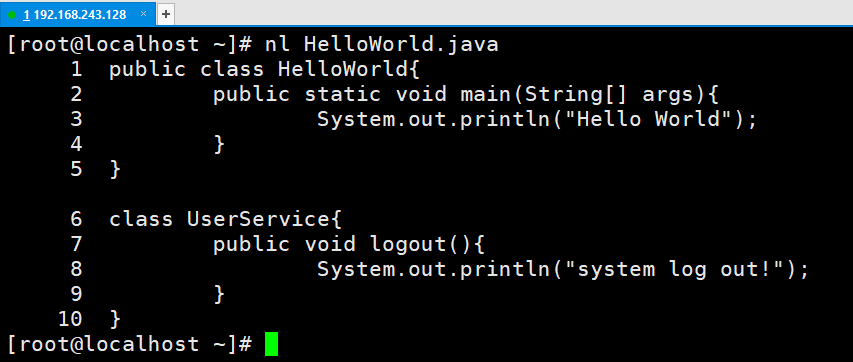 1 192.168.243.128 × +
[root@localhost ~]# nl HelloWorld.java
     1  public class HelloWorld{
     2          public static void main(String[] args){
     3                  System.out.println("Hello World");
     4          }
     5  }

     6  class UserService{
     7          public void logout(){
     8                  System.out.println("system log out!");
     9          }
    10  }
[root@localhost ~]#